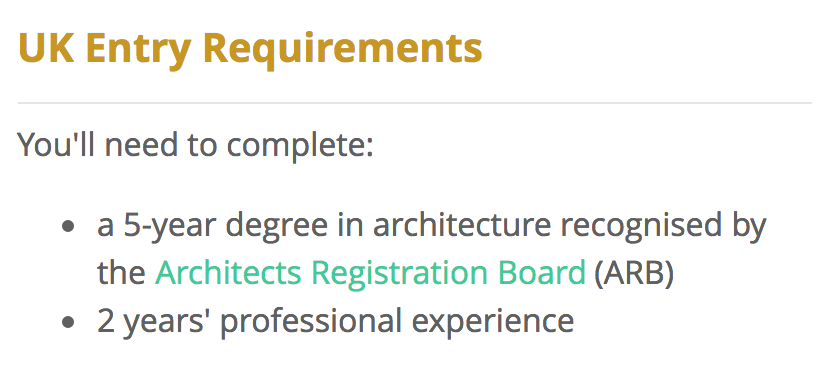 UK Entry Requirements
You'll need to complete:
• a 5-year degree in architecture recognised by
the Architects Registration Board (ARB)
• 2 years' professional experience